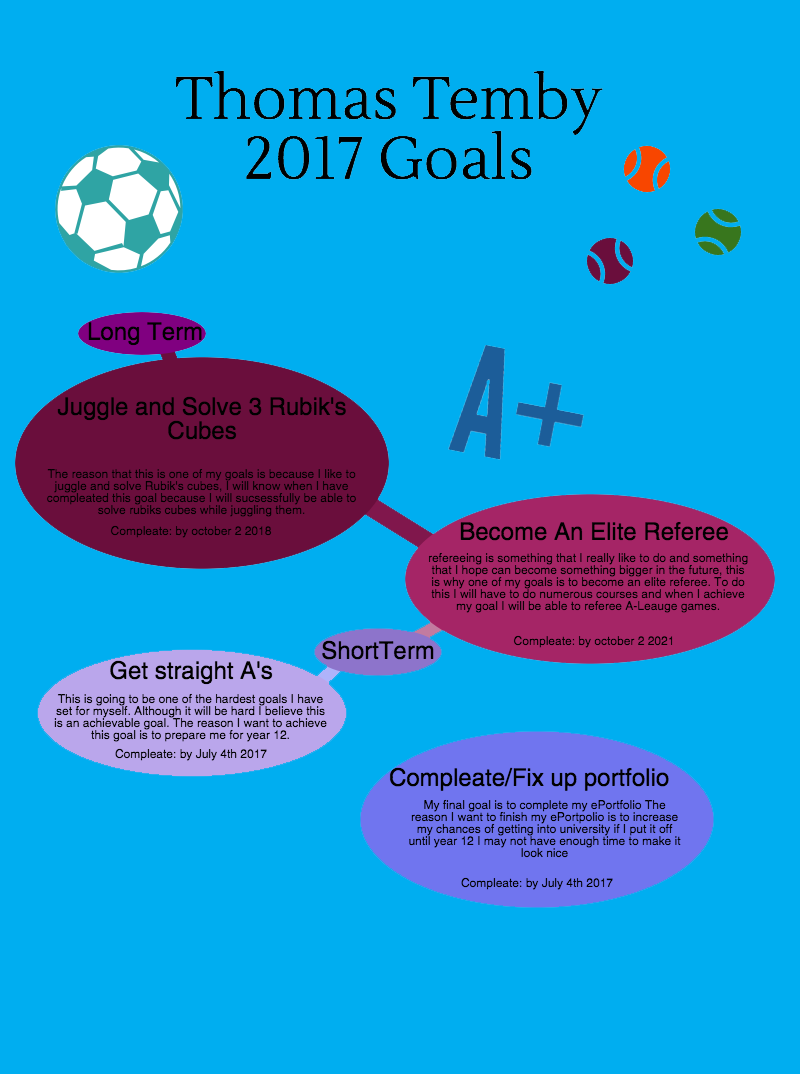 Thomas Temby
2017 Goals
Long Term
Juggle and Solve 3 Rubik's
Cubes
The reason that this is one of my goals is because I like to
juggle and solve Rubik's cubes, I will know when I have
compleated this goal because I will sucsessfully be able to
solve rubiks cubes while juggling them.
Compleate: by october 2 2018
A+
Become An Elite Referee
refereeing is something that I really like to do and something
that I hope can become something bigger in the future, this
is why one of my goals is to become an elite referee. To do
this I will have to do numerous courses and when I achieve
my goal I will be able to referee A-Leauge games.
Compleate: by october 2 2021
ShortTerm
Get straight A's
This is going to be one of the hardest goals I have
set for myself. Although it will be hard I believe this
is an achievable goal. The reason I want to achieve
this goal is to prepare me for year 12.
Compleate: by July 4th 2017
Compleate/Fix up portfolio
My final goal is to complete my ePortfolio The
reason I want to finish my ePortpolio is to increase
my chances of getting into university if I put it off
until year 12 I may not have enough time to make it
look nice
Compleate: by July 4th 2017